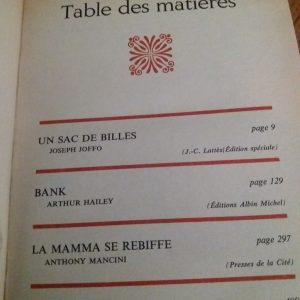 Table des matières
UN SAC DE BILLES page 9
JOSEPH JOFFO (J.-C. Lattès/Édition spéciale)
BANK page 129
ARTHUR HAILEY (Éditions Albin Michel)
LA MAMMA SE REBIFFE page 297
ANTHONY MANCINI (Presses de la Cité)